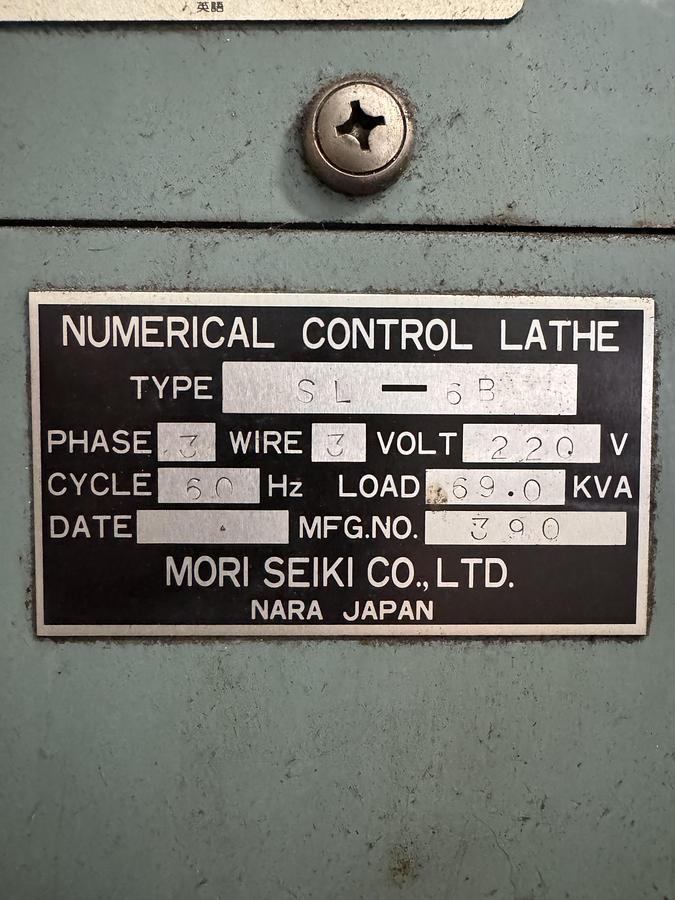 英語
NUMERICAL CONTROL LATHE
TYPE SL－6B
PHASE 3 WIRE 3 VOLT 220 V
CYCLE 60 Hz LOAD 69.0 KVA
DATE . MFG.NO. 390
MORI SEIKI CO., LTD.
NARA JAPAN